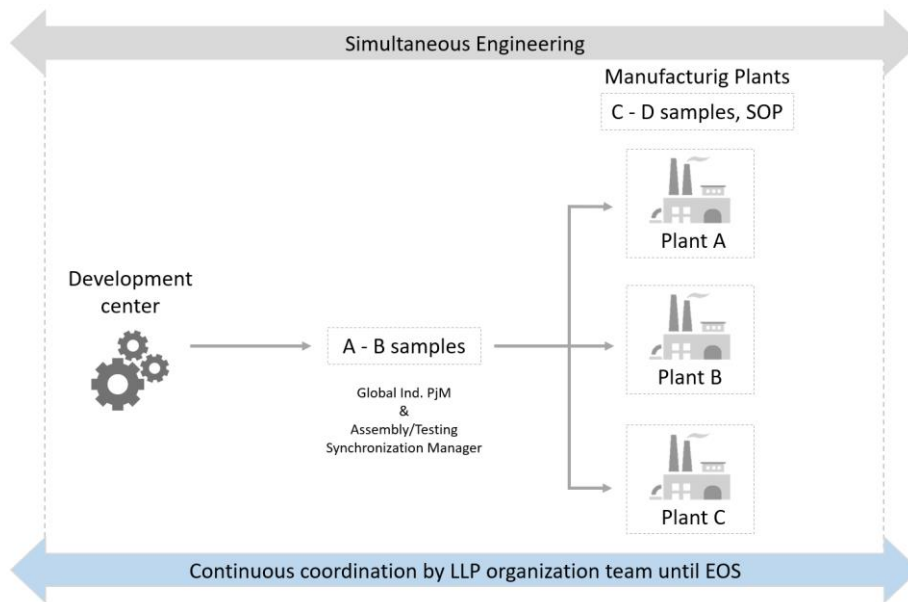 Simultaneous Engineering
Manufacturig Plants
C - D samples, SOP
Plant A
Development
center
A - B samples
Plant B
Global Ind. PjM
&
Assembly/Testing
Synchronization Manager
Plant C
Continuous coordination by LLP organization team until EOS